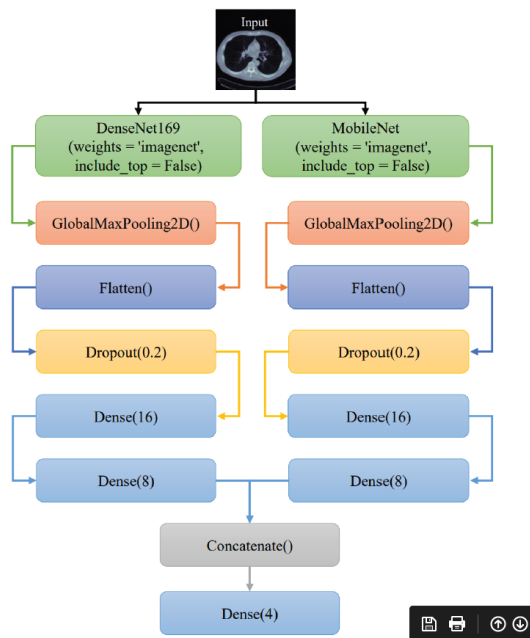 Input
DenseNet169
(weights = 'imagenet',
include_top = False)
MobileNet
(weights = 'imagenet',
include_top = False)
GlobalMaxPooling2D()
GlobalMaxPooling2D()
Flatten()
Flatten()
Dropout(0.2)
Dropout(0.2)
Dense(16)
Dense(16)
Dense(8)
Dense(8)
Concatenate()
Dense(4)